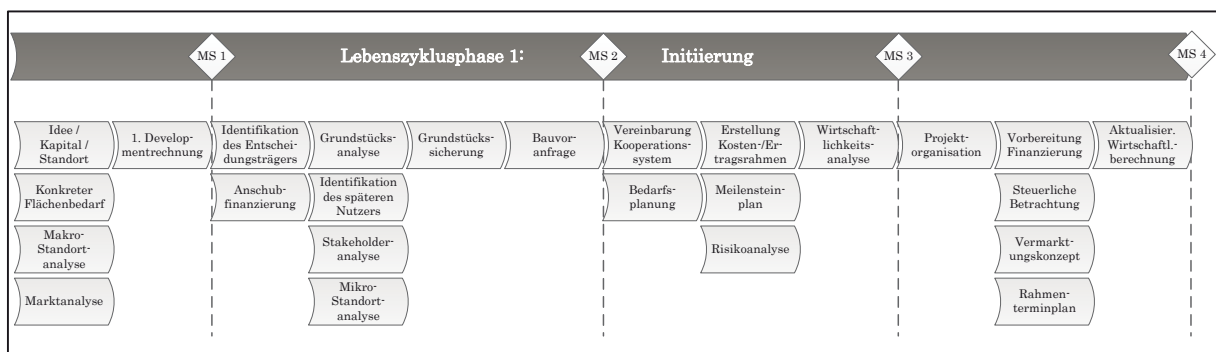 MS 1
Lebenszyklusphase 1:
MS 2
Initiierung
MS 3
MS 4
Idee /
Kapital /
Standort
1. Develop-
mentrechnung
Identifikation
des Entschei-
dungsträgers
Grundstücks-
analyse
Grundstücks-
sicherung
Bauvor-
anfrage
Vereinbarung
Kooperations-
system
Erstellung
Kosten-/Er-
tragsrahmen
Wirtschaft-
lichkeits-
analyse
Projekt-
organisation
Vorbereitung
Finanzierung
Aktualisier.
Wirtschaftl.-
berechnung
Konkreter
Flächenbedarf
Anschub-
finanzierung
Identifikation
des späteren
Nutzers
Bedarfs-
planung
Meilenstein-
plan
Steuerliche
Betrachtung
Makro-
Standort-
analyse
Stakeholder-
analyse
Risikoanalyse
Vermarkt-
ungskonzept
Marktanalyse
Mikro-
Standort-
analyse
Rahmen-
terminplan